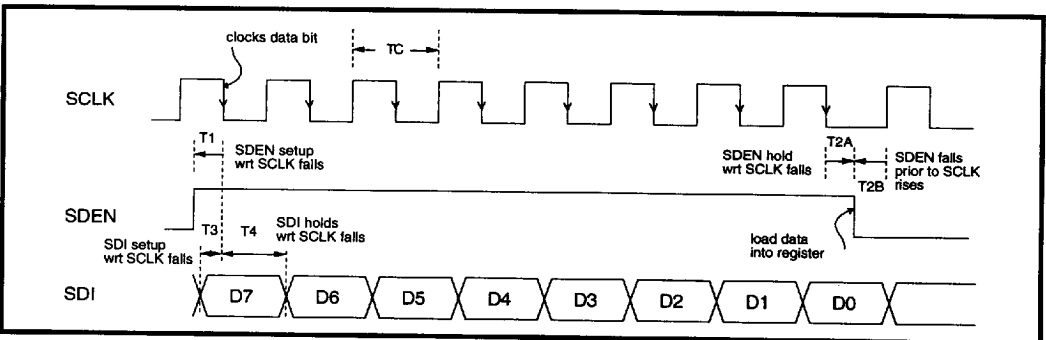 clocks data bit
TC
SCLK
T1
SDEN setup
wrt SCLK falls
SDEN hold
wrt SCLK falls
T2A
T2B
SDEN falls
prior to SCLK
rises
SDEN
T3
T4
SDI setup
wrt SCLK falls
SDI holds
wrt SCLK falls
load data
into register
SDI
D7 D6 D5 D4 D3 D2 D1 D0